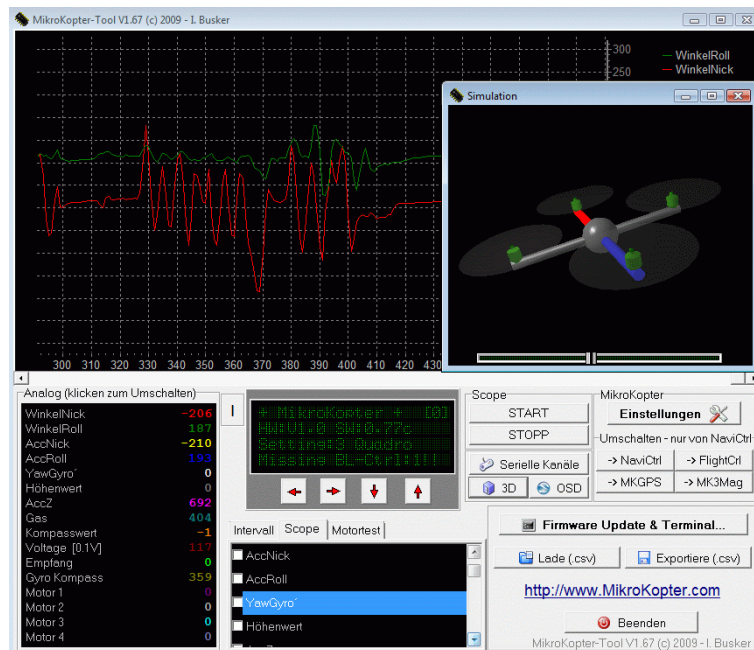 MikroKopter-Tool V1.67 (c) 2009 - I. Busker
300
250
WinkelRoll
WinkelNick
Simulation
300 310 320 330 340 350 360 370 380 390 400 410 420 430
Analog (klicken zum Umschalten)
WinkelNick -206
WinkelRoll 187
AccNick -210
AccRoll 193
YawGyro´ 0
Höhenwert 0
AccZ 692
Gas 404
Kompasswert -1
Voltage [0.1V] 117
Empfang 0
Gyro Kompass 359
Motor 1 0
Motor 2 0
Motor 3 0
Motor 4 0
I
+ MikroKopter + [0]
HW:V1.0 SW:0.77c
Setting:3 Quadro
Missing BL-Ctrl:1!!
Intervall Scope Motortest
AccNick
AccRoll
YawGyro´
Höhenwert
AccZ
Scope
START
STOPP
Serielle Kanäle
3D OSD
MikroKopter
Einstellungen
Umschalten - nur von NaviCtrl
-> NaviCtrl -> FlightCrl
-> MKGPS -> MK3Mag
Firmware Update & Terminal...
Lade (.csv) Exportiere (.csv)
http://www.MikroKopter.com
Beenden
MikroKopter-Tool V1.67 (c) 2009 - I. Busker